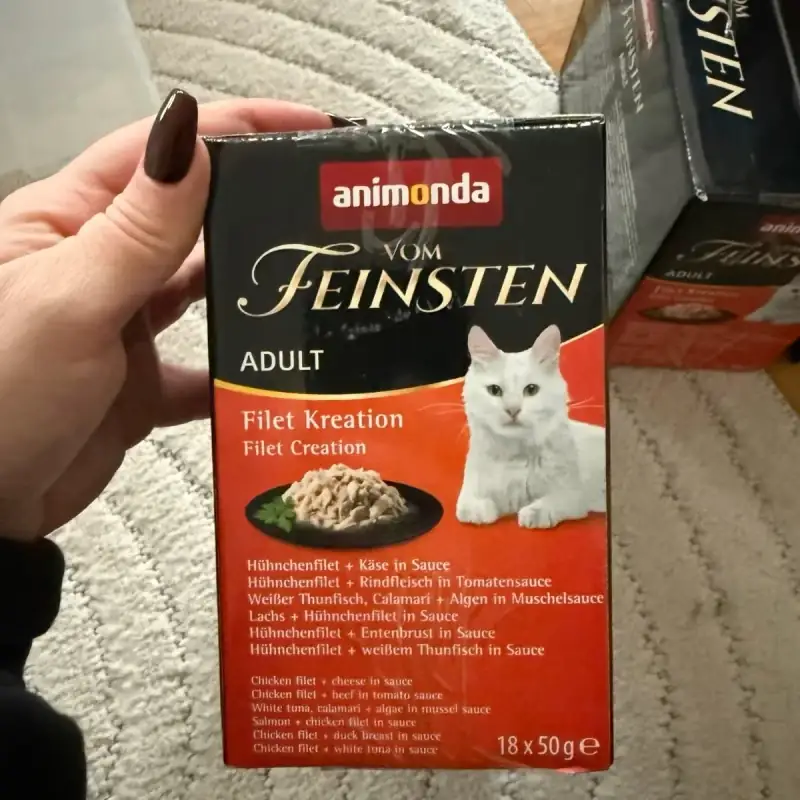 animonda
VOM
FEINSTEN
ADULT
Filet Kreation
Filet Creation
Hühnchenfilet + Käse in Sauce
Hühnchenfilet + Rindfleisch in Tomatensauce
Weißer Thunfisch, Calamari + Algen in Muschelsauce
Lachs + Hühnchenfilet in Sauce
Hühnchenfilet + Entenbrust in Sauce
Hühnchenfilet + weißem Thunfisch in Sauce
Chicken filet + cheese in sauce
Chicken filet + beef in tomato sauce
White tuna, calamari + algae in mussel sauce
Salmon + chicken filet in sauce
Chicken filet + duck breast in sauce
Chicken filet + white tuna in sauce
18 x 50 g e
VOM
ADULT